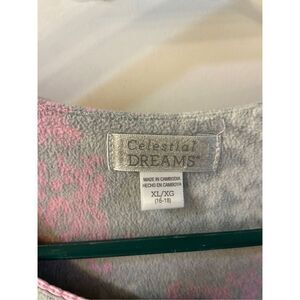 Celestial
DREAMS®
MADE IN CAMBODIA
HECHO EN CAMBOYA
XL/XG
(16-18)